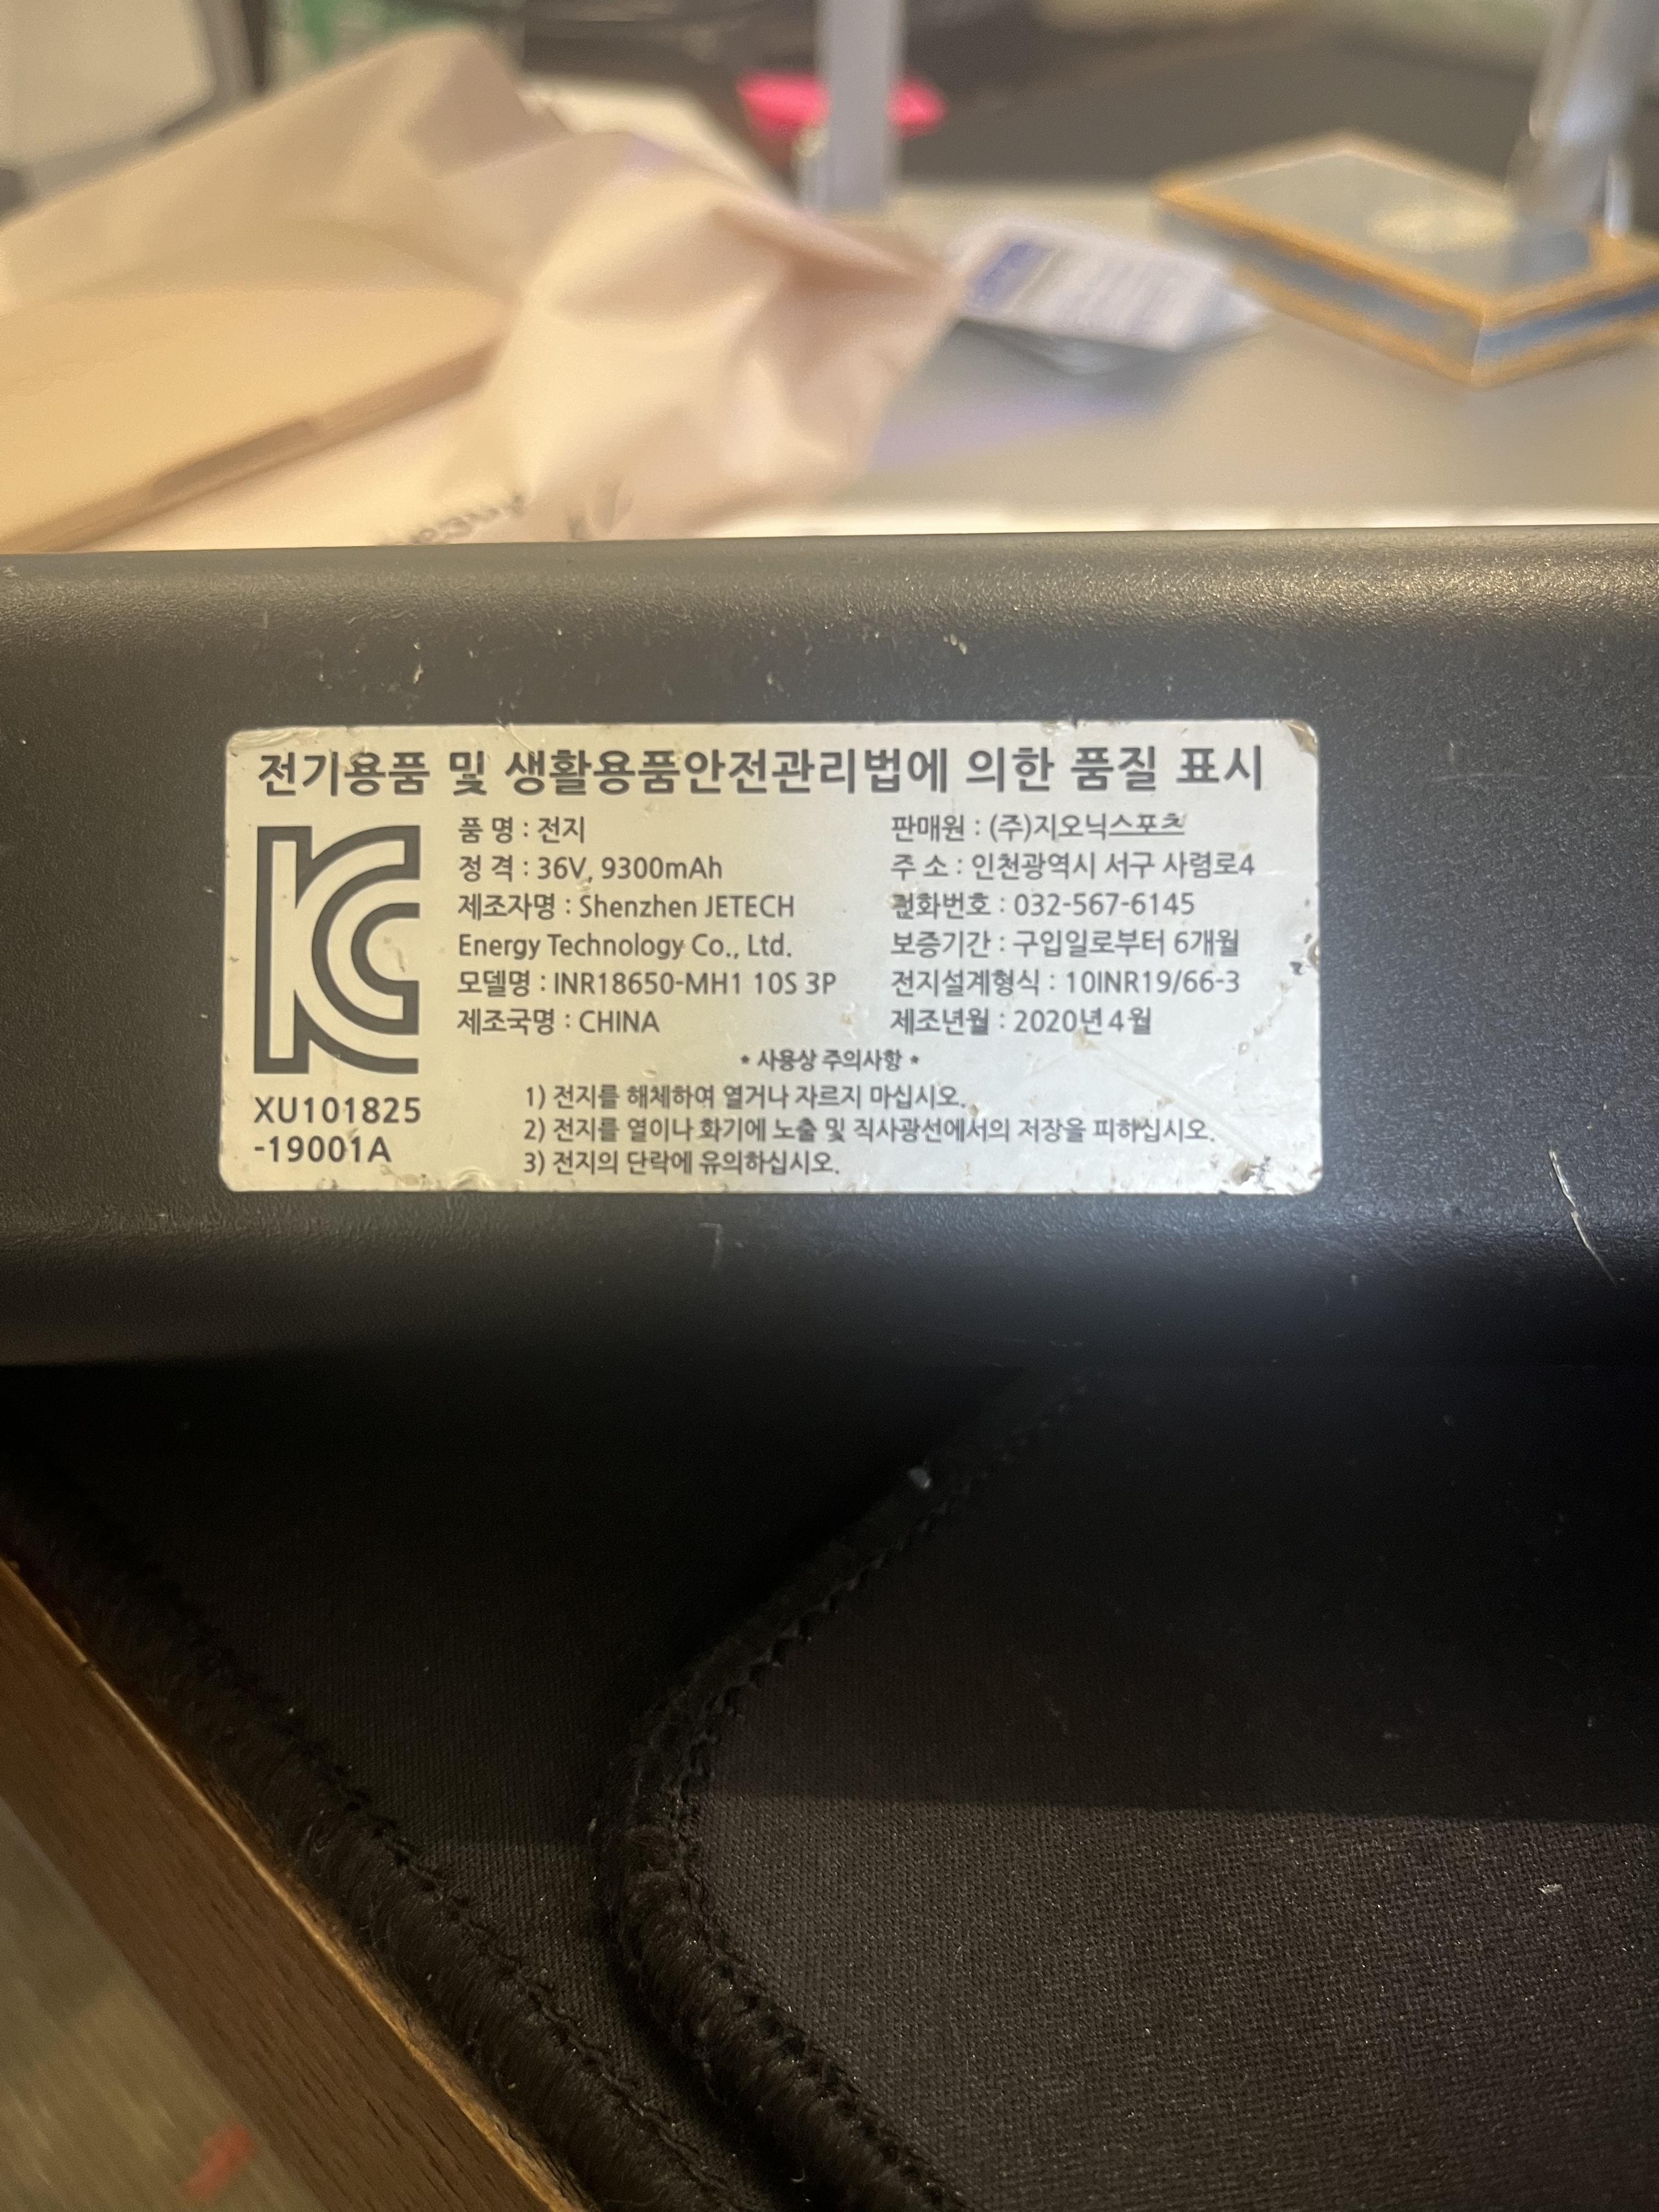 전기용품 및 생활용품안전관리법에 의한 품질 표시
품 명 : 전지
정 격 : 36V, 9300mAh
제조자명 : Shenzhen JETECH
Energy Technology Co., Ltd.
모델명 : INR18650-MH1 10S 3P
제조국명 : CHINA
판매원 : (주)지오닉스포츠
주 소 : 인천광역시 서구 사렴로4
전화번호 : 032-567-6145
보증기간 : 구입일로부터 6개월
전지설계형식 : 10INR19/66-3
제조년월 : 2020년 4월
XU101825
-19001A
* 사용상 주의사항 *
1) 전지를 해체하여 열거나 자르지 마십시오.
2) 전지를 열이나 화기에 노출 및 직사광선에서의 저장을 피하십시오.
3) 전지의 단락에 유의하십시오.